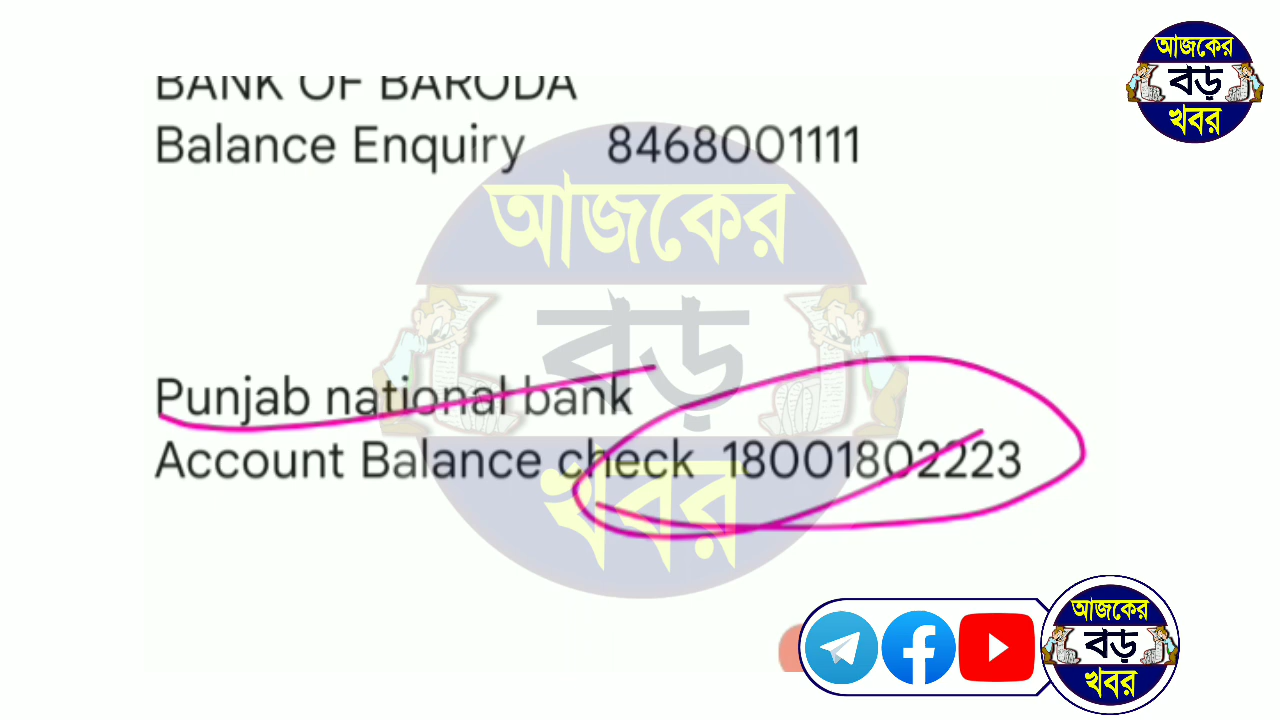 আজকের
বড়
খবর
BANK OF BARODA
Balance Enquiry 8468001111
আজকের
বড়
খবর
Punjab national bank
Account Balance check 18001802223
আজকের
বড়
খবর